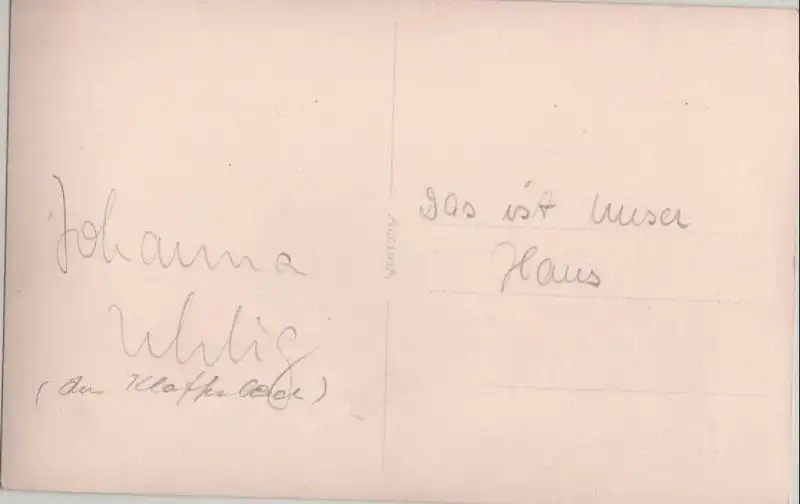 Johanna
Uhlig
Das ist unser
Haus